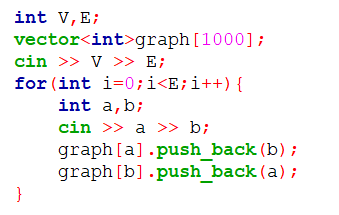 int V,E;
vector<int>graph[1000];
cin >> V >> E;
for(int i=0;i<E;i++){
    int a,b;
    cin >> a >> b;
    graph[a].push_back(b);
    graph[b].push_back(a);
}